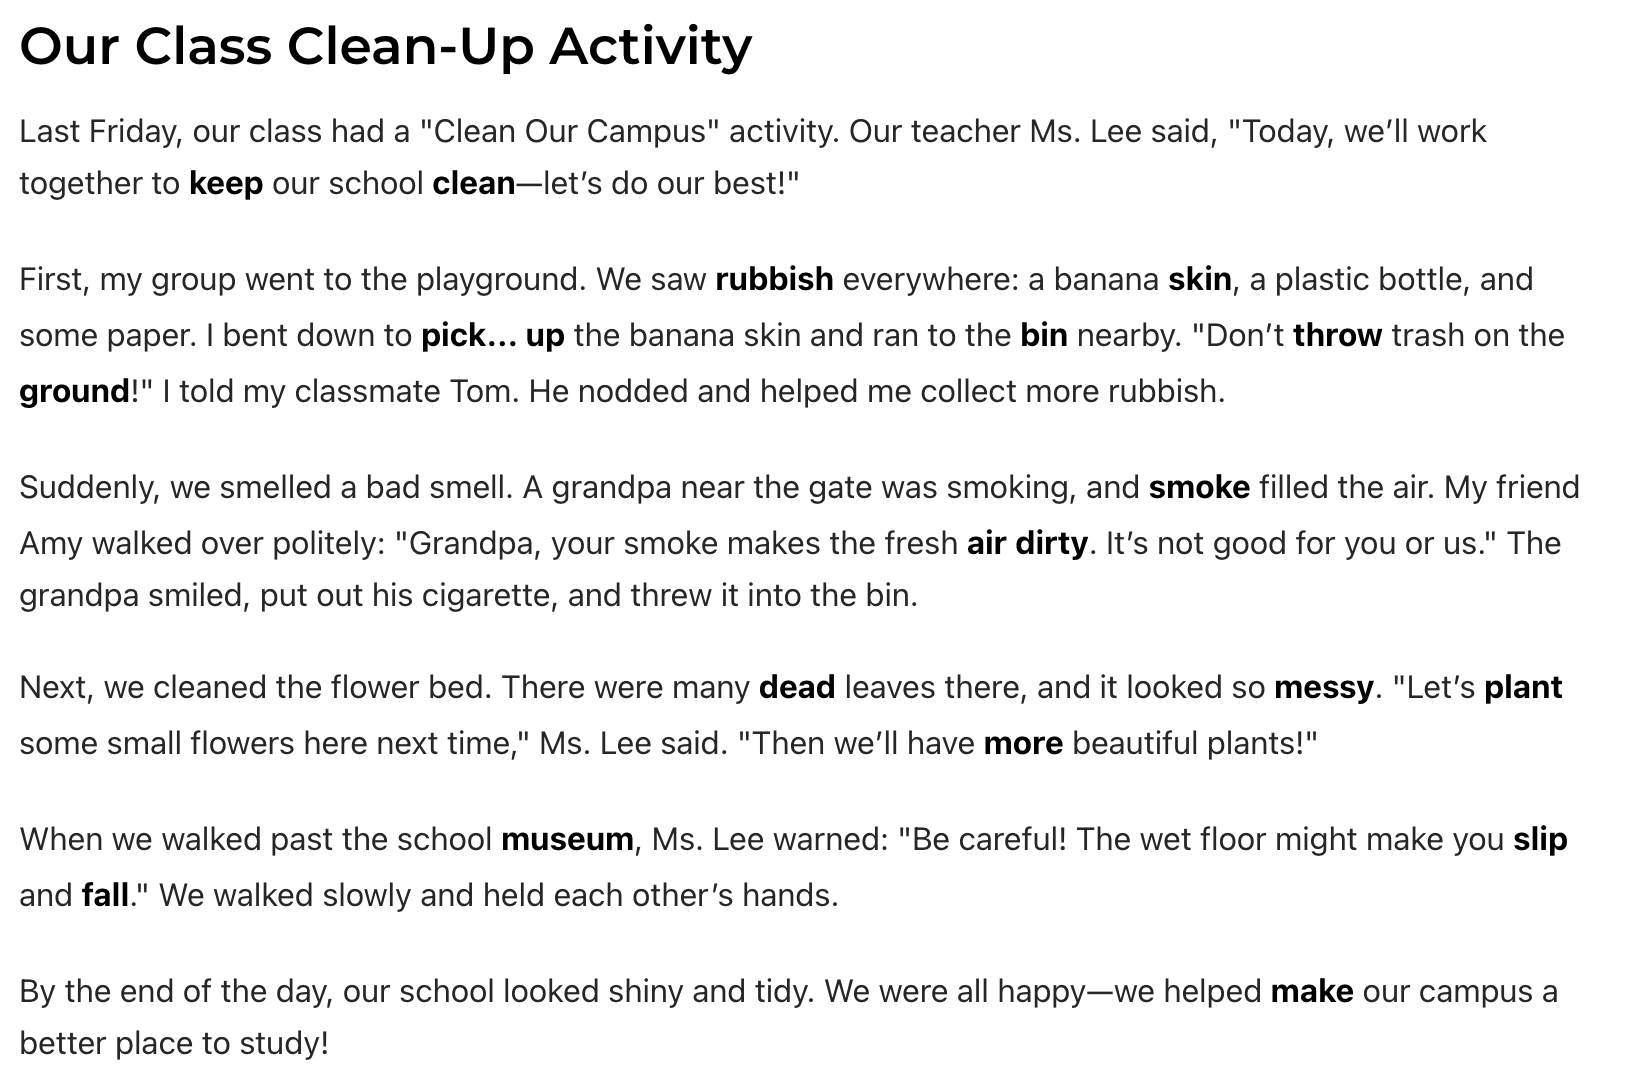 Our Class Clean-Up Activity
Last Friday, our class had a "Clean Our Campus" activity. Our teacher Ms. Lee said, "Today, we’ll work
together to keep our school clean—let’s do our best!"
First, my group went to the playground. We saw rubbish everywhere: a banana skin, a plastic bottle, and
some paper. I bent down to pick... up the banana skin and ran to the bin nearby. "Don’t throw trash on the
ground!" I told my classmate Tom. He nodded and helped me collect more rubbish.
Suddenly, we smelled a bad smell. A grandpa near the gate was smoking, and smoke filled the air. My friend
Amy walked over politely: "Grandpa, your smoke makes the fresh air dirty. It’s not good for you or us." The
grandpa smiled, put out his cigarette, and threw it into the bin.
Next, we cleaned the flower bed. There were many dead leaves there, and it looked so messy. "Let’s plant
some small flowers here next time," Ms. Lee said. "Then we’ll have more beautiful plants!"
When we walked past the school museum, Ms. Lee warned: "Be careful! The wet floor might make you slip
and fall." We walked slowly and held each other’s hands.
By the end of the day, our school looked shiny and tidy. We were all happy—we helped make our campus a
better place to study!